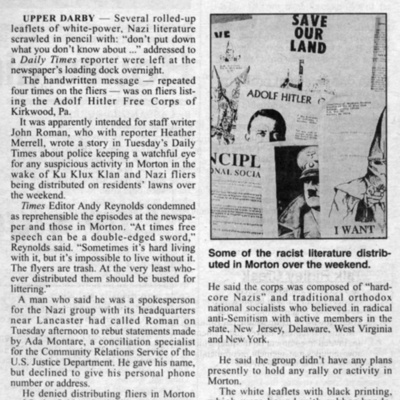 UPPER DARBY — Several rolled-up
leaflets of white-power, Nazi literature
scrawled in pencil with: “don't put down
what you don't know about ...” addressed to
a Daily Times reporter were left at the
newspaper's loading dock overnight.
The handwritten message — repeated
four times on the fliers — was on fliers list-
ing the Adolf Hitler Free Corps of
Kirkwood, Pa.
It was apparently intended for staff writer
John Roman, who with reporter Heather
Merrell, wrote a story in Tuesday's Daily
Times about police keeping a watchful eye
for any suspicious activity in Morton in the
wake of Ku Klux Klan and Nazi fliers
being distributed on residents' lawns over
the weekend.
Times Editor Andy Reynolds condemned
as reprehensible the episodes at the newspa-
per and those in Morton. “At times free
speech can be a double-edged sword,”
Reynolds said. “Sometimes it's hard living
with it, but it's impossible to live without it.
The flyers are trash. At the very least who-
ever distributed them should be busted for
littering.”
A man who said he was a spokesperson
for the Nazi group with its headquarters
near Lancaster had called Roman on
Tuesday afternoon to rebut statements made
by Ada Montare, a conciliation specialist
for the Community Relations Service of the
U.S. Justice Department. He gave his name,
but declined to give his personal phone
number or address.
He denied distributing fliers in Morton
SAVE
OUR
LAND
ADOLF HITLER
NCIPL
ONAL SOCIA
I WANT
Some of the racist literature distrib-
uted in Morton over the weekend.
He said the corps was composed of “hard-
core Nazis” and traditional orthodox
national socialists who believed in radical
anti-Semitism with active members in the
state, New Jersey, Delaware, West Virginia
and New York.
He said the group didn't have any plans
presently to hold any rally or activity in
Morton.
The white leaflets with black printing,